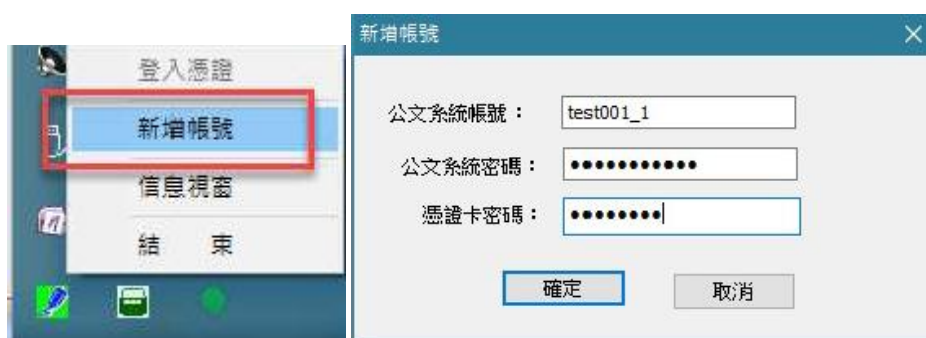 登入憑證
新增帳號
信息視窗
結 束
新增帳號
公文系統帳號：
test001_1
公文系統密碼：
•••••••••••
憑證卡密碼：
••••••••
確定
取消